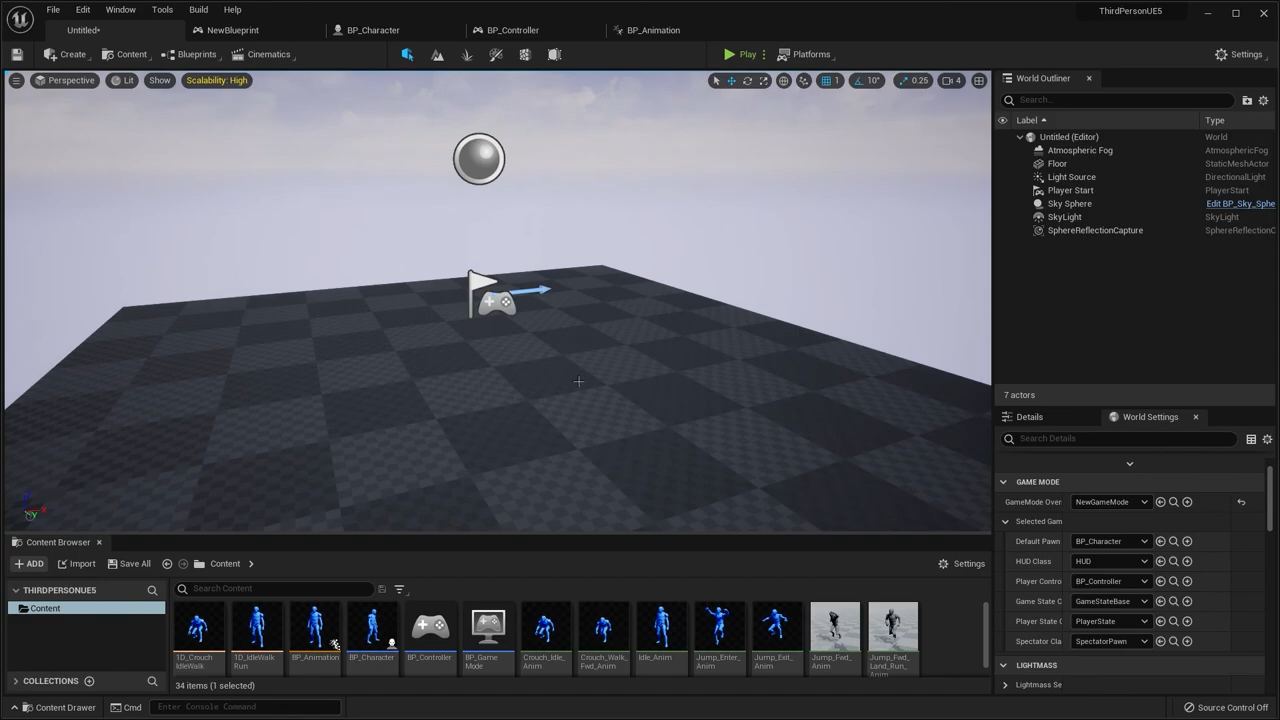 File Edit Window Tools Build Help
ThirdPersonUE5
Untitled•
NewBlueprint
BP_Character
BP_Controller
BP_Animation
Create
Content
Blueprints
Cinematics
Play
Platforms
Settings
Perspective
Lit
Show
Scalability: High
1
10°
0.25
4
World Outliner
Search...
Label
Type
Untitled (Editor) World
Atmospheric Fog AtmosphericFog
Floor StaticMeshActor
Light Source DirectionalLight
Player Start PlayerStart
Sky Sphere Edit BP_Sky_Sphe
SkyLight SkyLight
SphereReflectionCapture SphereReflectionC
7 actors
Details
World Settings
Search Details
GAME MODE
GameMode Over NewGameMode
Selected Gam
Default Pawn BP_Character
HUD Class HUD
Player Contro BP_Controller
Game State C GameStateBase
Player State C PlayerState
Spectator Cla SpectatorPawn
LIGHTMASS
Lightmass Se
Content Browser
ADD
Import
Save All
Content
Settings
THIRDPERSONUE5
Content
COLLECTIONS
Search Content
1D_Crouch
IdleWalk
1D_IdleWalk
Run
BP_Animation
BP_Character
BP_Controller
BP_Game
Mode
Crouch_Idle_
Anim
Crouch_Walk_
Fwd_Anim
Idle_Anim
Jump_Enter_
Anim
Jump_Exit_
Anim
Jump_Fwd_
Anim
Jump_Fwd_
Land_Run_
Anim
34 items (1 selected)
Content Drawer
Cmd
Enter Console Command
Source Control Off